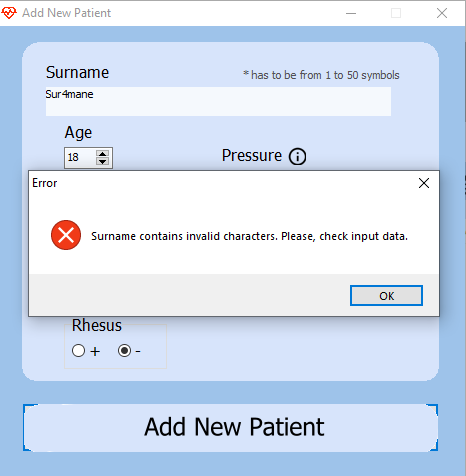 Add New Patient
Surname
* has to be from 1 to 50 symbols
Sur4mane
Age
18
Pressure
Error
Surname contains invalid characters. Please, check input data.
OK
Rhesus
+ -
Add New Patient